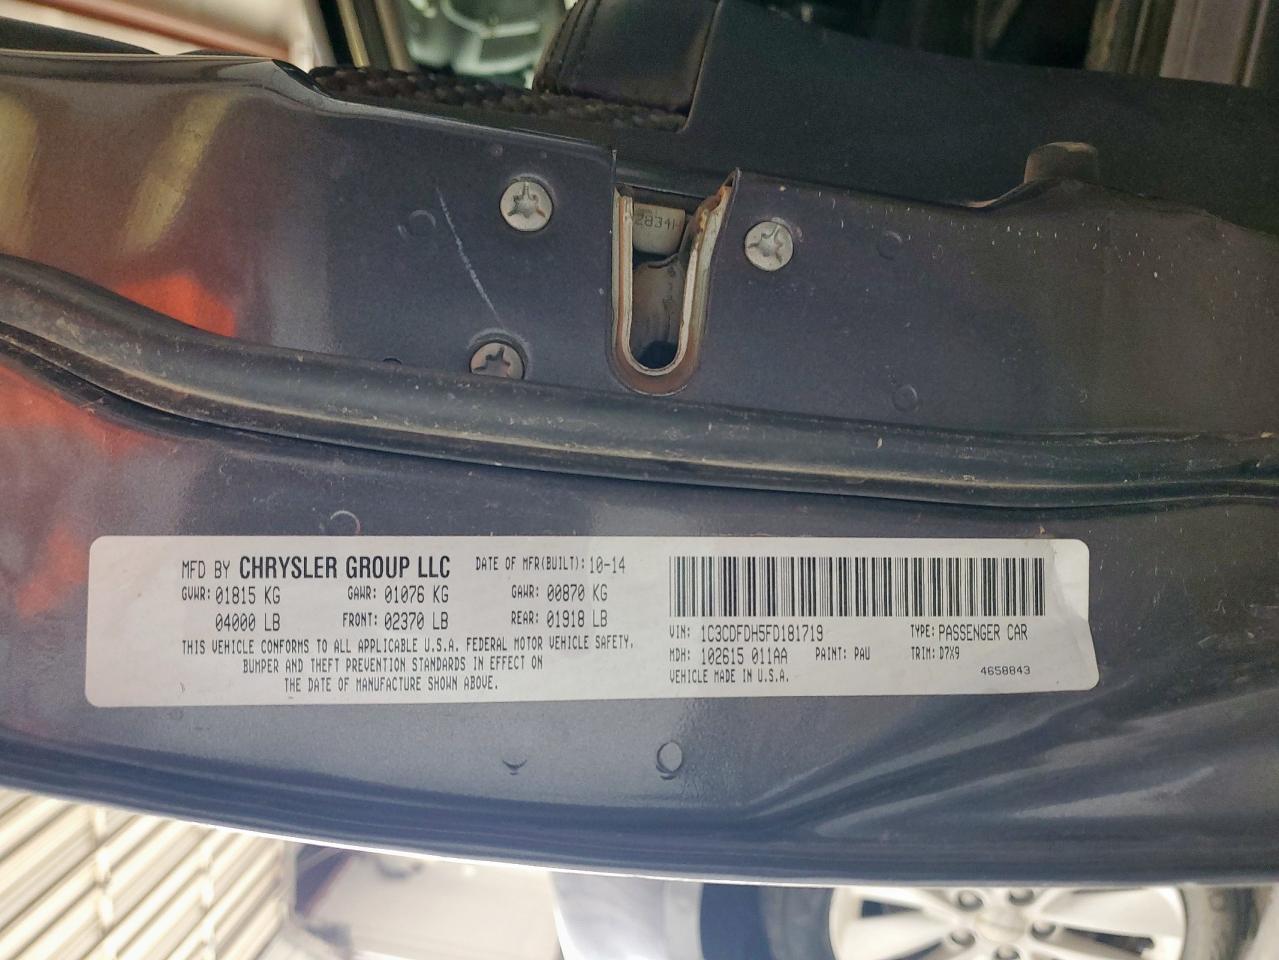 28341
MFD BY CHRYSLER GROUP LLC DATE OF MFR(BUILT): 10-14
GVWR: 01815 KG GAWR: 01076 KG GAWR: 00870 KG
04000 LB FRONT: 02370 LB REAR: 01918 LB
THIS VEHICLE CONFORMS TO ALL APPLICABLE U.S.A. FEDERAL MOTOR VEHICLE SAFETY,
BUMPER AND THEFT PREVENTION STANDARDS IN EFFECT ON
THE DATE OF MANUFACTURE SHOWN ABOVE.
VIN: 1C3CDFDH5FD181719 TYPE: PASSENGER CAR
MDH: 102615 011AA PAINT: PAU TRIM: D7X9
VEHICLE MADE IN U.S.A. 4658843